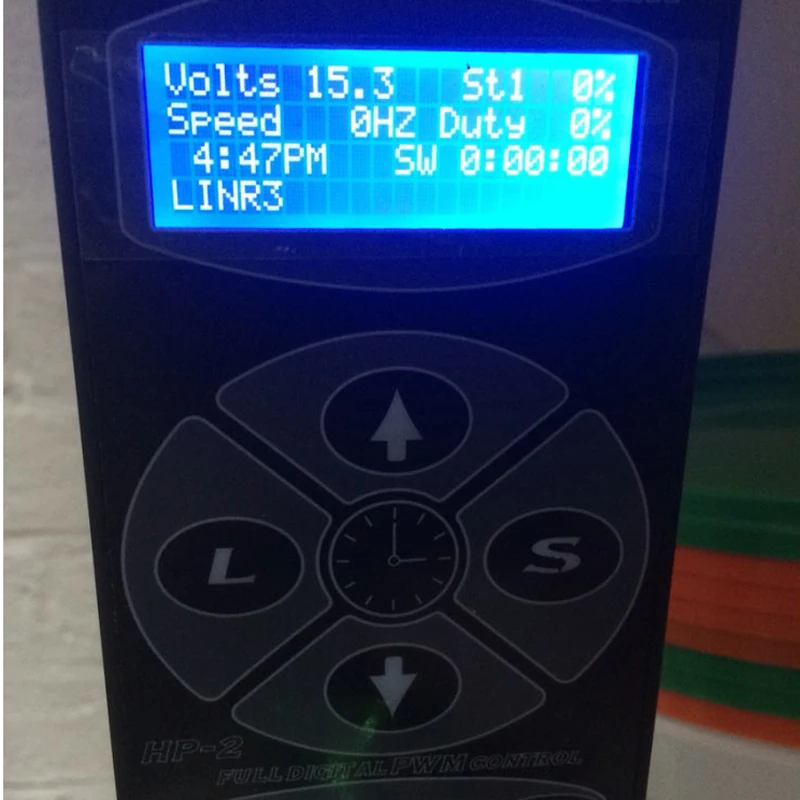 Volts 15.3 St1 0%
Speed 0HZ Duty 0%
4:47PM SW 0:00:00
LINR3
L
S
HP-2
FULL DIGITAL PWM CONTROL